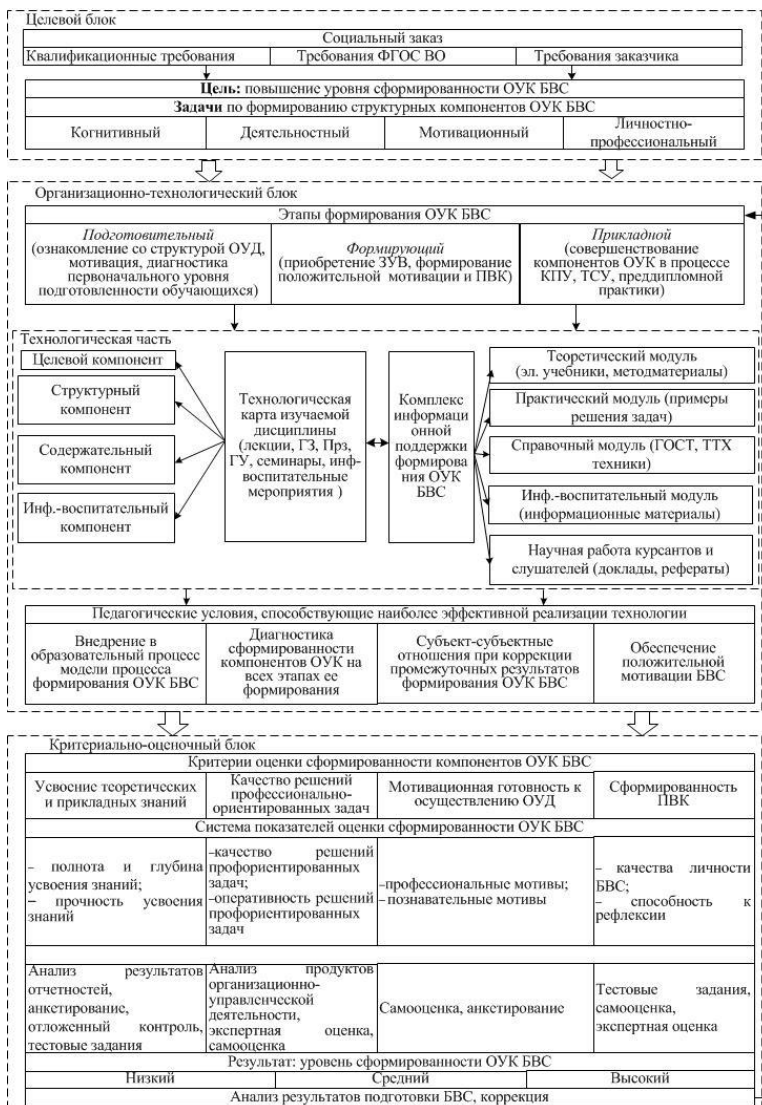 Целевой блок
Социальный заказ
Квалификационные требования
Требования ФГОС ВО
Требования заказчика
Цель: повышение уровня сформированности ОУК БВС
Задачи по формированию структурных компонентов ОУК БВС
Когнитивный
Деятельностный
Мотивационный
Личностно-
профессиональный
Организационно-технологический блок
Этапы формирования ОУК БВС
Подготовительный
(ознакомление со структурой ОУД,
мотивация, диагностика
первоначального уровня
подготовленности обучающихся)
Формирующий
(приобретение ЗУВ, формирование
положительной мотивации и ПВК)
Прикладной
(совершенствование
компонентов ОУК в процессе
КПУ, ТСУ, преддипломной
практики)
Технологическая часть
Целевой компонент
Структурный
компонент
Содержательный
компонент
Инф.-воспитательный
компонент
Технологическая
карта изучаемой
дисциплины
(лекции, ГЗ, Прз,
ГУ, семинары, инф-
воспитательные
мероприятия )
Комплекс
информаци
онной
поддержки
формирова
ния ОУК
БВС
Теоретический модуль
(эл. учебники, методматериалы)
Практический модуль (примеры
решения задач)
Справочный модуль (ГОСТ, ТТХ
техники)
Инф.-воспитательный модуль
(информационные материалы)
Научная работа курсантов и
слушателей (доклады, рефераты)
Педагогические условия, способствующие наиболее эффективной реализации технологии
Внедрение в
образовательный процесс
модели процесса
формирования ОУК БВС
Диагностика
сформированности
компонентов ОУК на
всех этапах ее
формирования
Субъект-субъектные
отношения при коррекции
промежуточных результатов
формирования ОУК БВС
Обеспечение
положительной
мотивации БВС
Критериально-оценочный блок
Критерии оценки сформированности компонентов ОУК БВС
Усвоение теоретических
и прикладных знаний
Качество решений
профессионально-
ориентированных задач
Мотивационная готовность к
осуществлению ОУД
Сформированность
ПВК
Система показателей оценки сформированности ОУК БВС
– полнота и глубина
усвоения знаний;
– прочность усвоения
знаний
–качество решений
профориентированных
задач;
–оперативность решений
профориентированных
задач
–профессиональные мотивы;
–познавательные мотивы
– качества личности
БВС;
– способность к
рефлексии
Анализ результатов
отчетностей,
анкетирование,
отложенный контроль,
тестовые задания
Анализ продуктов
организационно-
управленческой
деятельности,
экспертная оценка,
самооценка
Самооценка, анкетирование
Тестовые задания,
самооценка,
экспертная оценка
Результат: уровень сформированности ОУК БВС
Низкий
Средний
Высокий
Анализ результатов подготовки БВС, коррекция